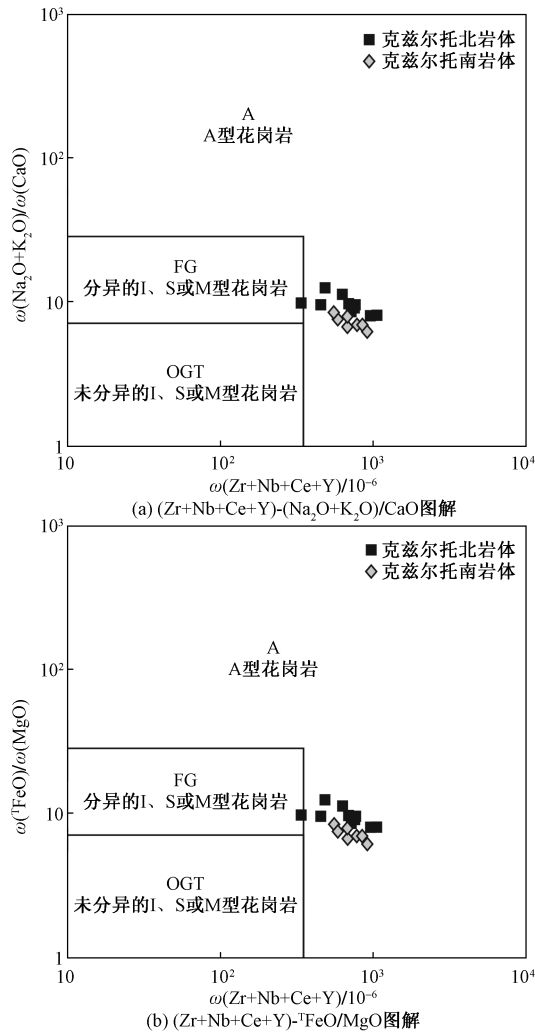 10³
克兹尔托北岩体
克兹尔托南岩体
A
A型花岗岩
10²
ω(Na₂O+K₂O)/ω(CaO)
FG
分异的I、S或M型花岗岩
10
OGT
未分异的I、S或M型花岗岩
1
10 10² 10³ 10⁴
ω(Zr+Nb+Ce+Y)/10⁻⁶
(a) (Zr+Nb+Ce+Y)-(Na₂O+K₂O)/CaO图解
10³
克兹尔托北岩体
克兹尔托南岩体
A
A型花岗岩
10²
ω(ᵀFeO)/ω(MgO)
FG
分异的I、S或M型花岗岩
10
OGT
未分异的I、S或M型花岗岩
1
10 10² 10³ 10⁴
ω(Zr+Nb+Ce+Y)/10⁻⁶
(b) (Zr+Nb+Ce+Y)-ᵀFeO/MgO图解